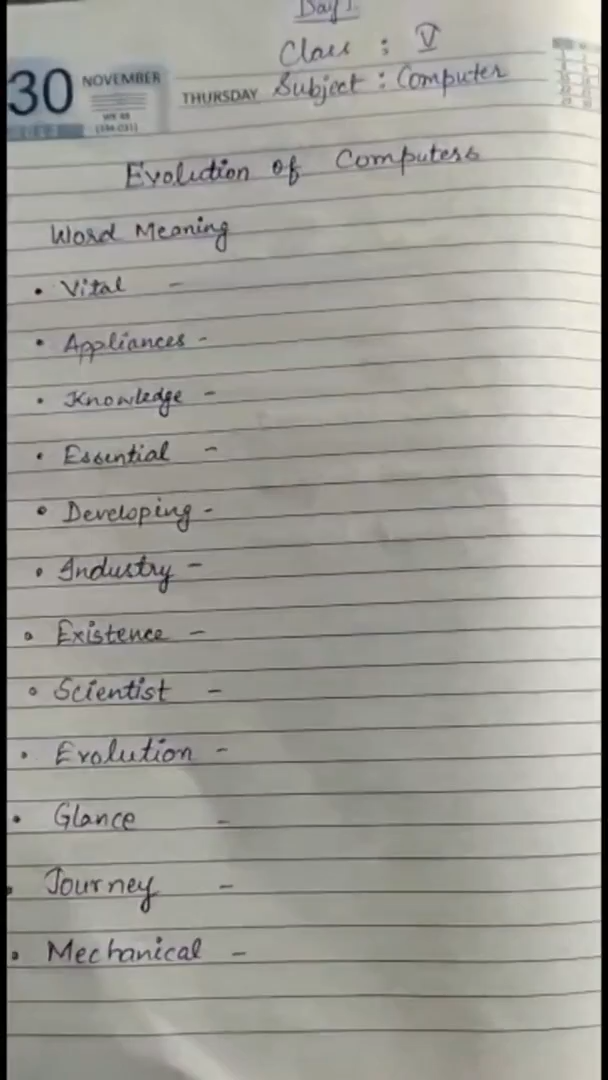 Day 1
Class : V
30 NOVEMBER
THURSDAY Subject : Computer
Evolution of Computers
Word Meaning
• Vital -
• Appliances -
• Knowledge -
• Essential -
• Developing -
• Industry -
• Existence -
• Scientist -
• Evolution -
• Glance -
• Journey -
• Mechanical -